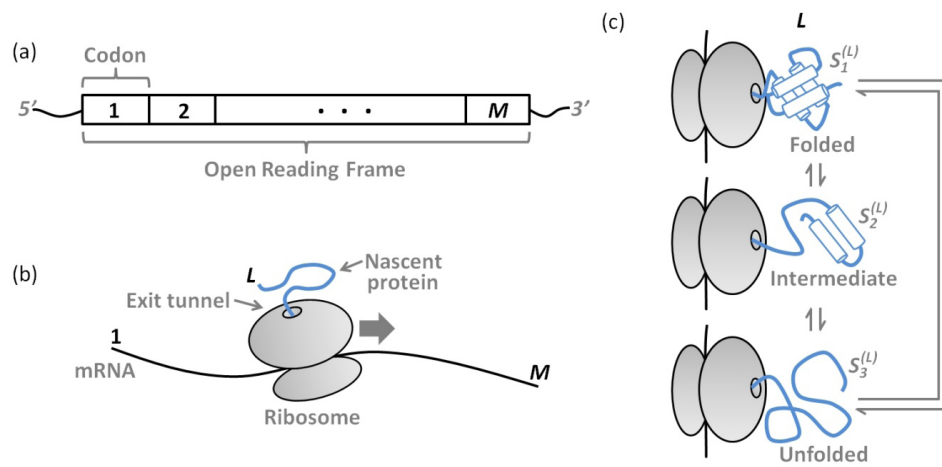 (a)
Codon
5' 1 2 . . . M 3'
Open Reading Frame
(b)
L
Nascent
protein
Exit tunnel
1
mRNA
M
Ribosome
(c)
L
S₁⁽ᴸ⁾
Folded
S₂⁽ᴸ⁾
Intermediate
S₃⁽ᴸ⁾
Unfolded